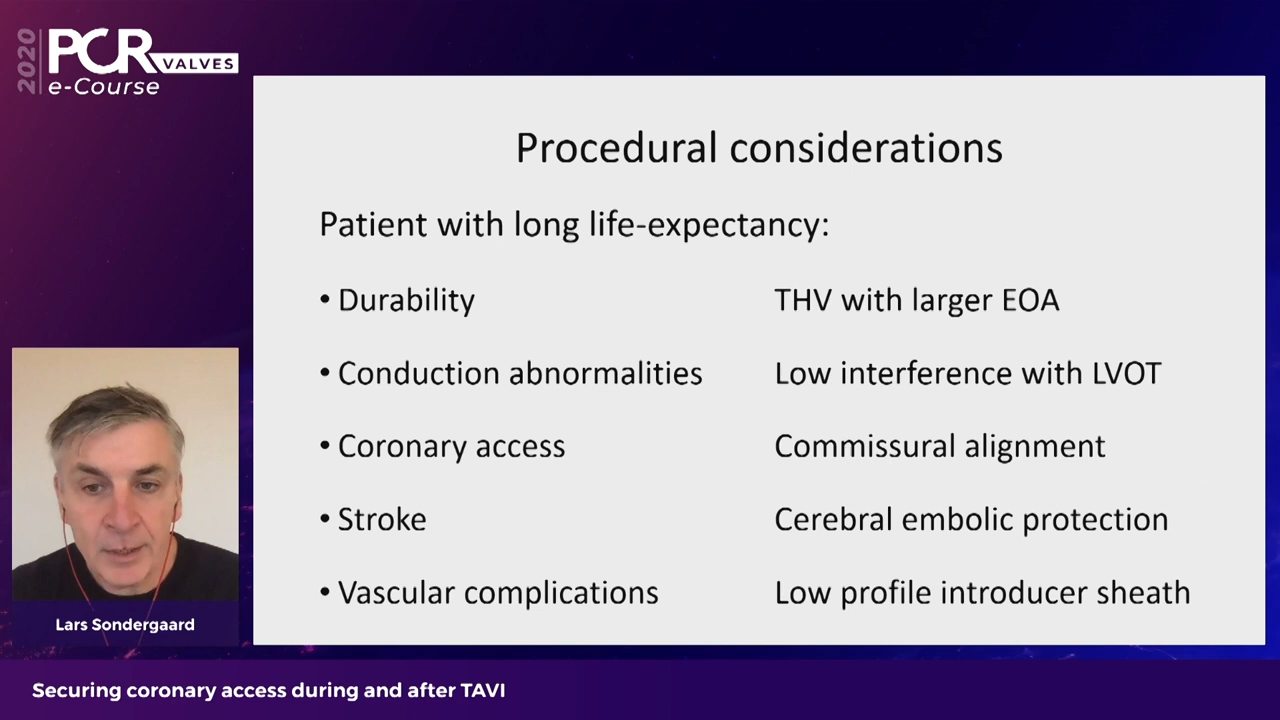 2020
PCR
VALVES
e-Course
Procedural considerations
Patient with long life-expectancy:
• Durability THV with larger EOA
• Conduction abnormalities Low interference with LVOT
• Coronary access Commissural alignment
• Stroke Cerebral embolic protection
• Vascular complications Low profile introducer sheath
Lars Sondergaard
Securing coronary access during and after TAVI